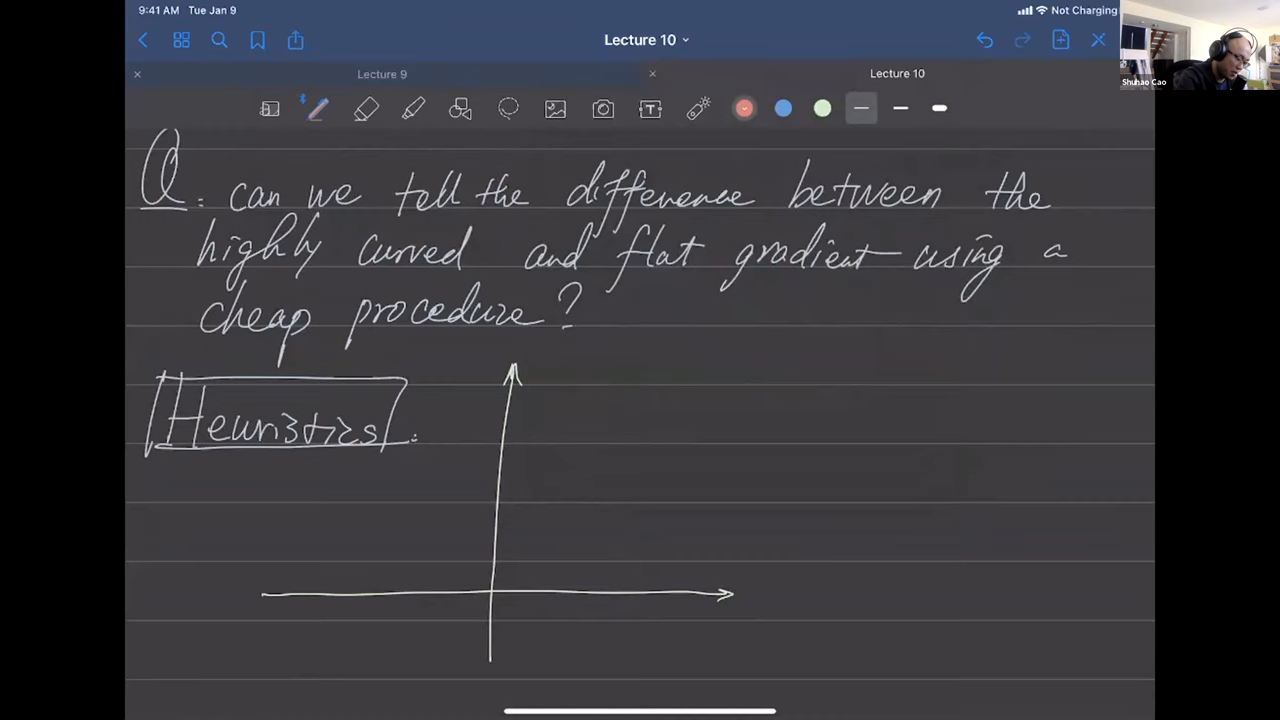 9:41 AM Tue Jan 9
Not Charging
Shuhao Cao
Lecture 10
Lecture 9
Lecture 10
Q: can we tell the difference between the
highly curved and flat gradient using a
cheap procedure?
Heuristics: